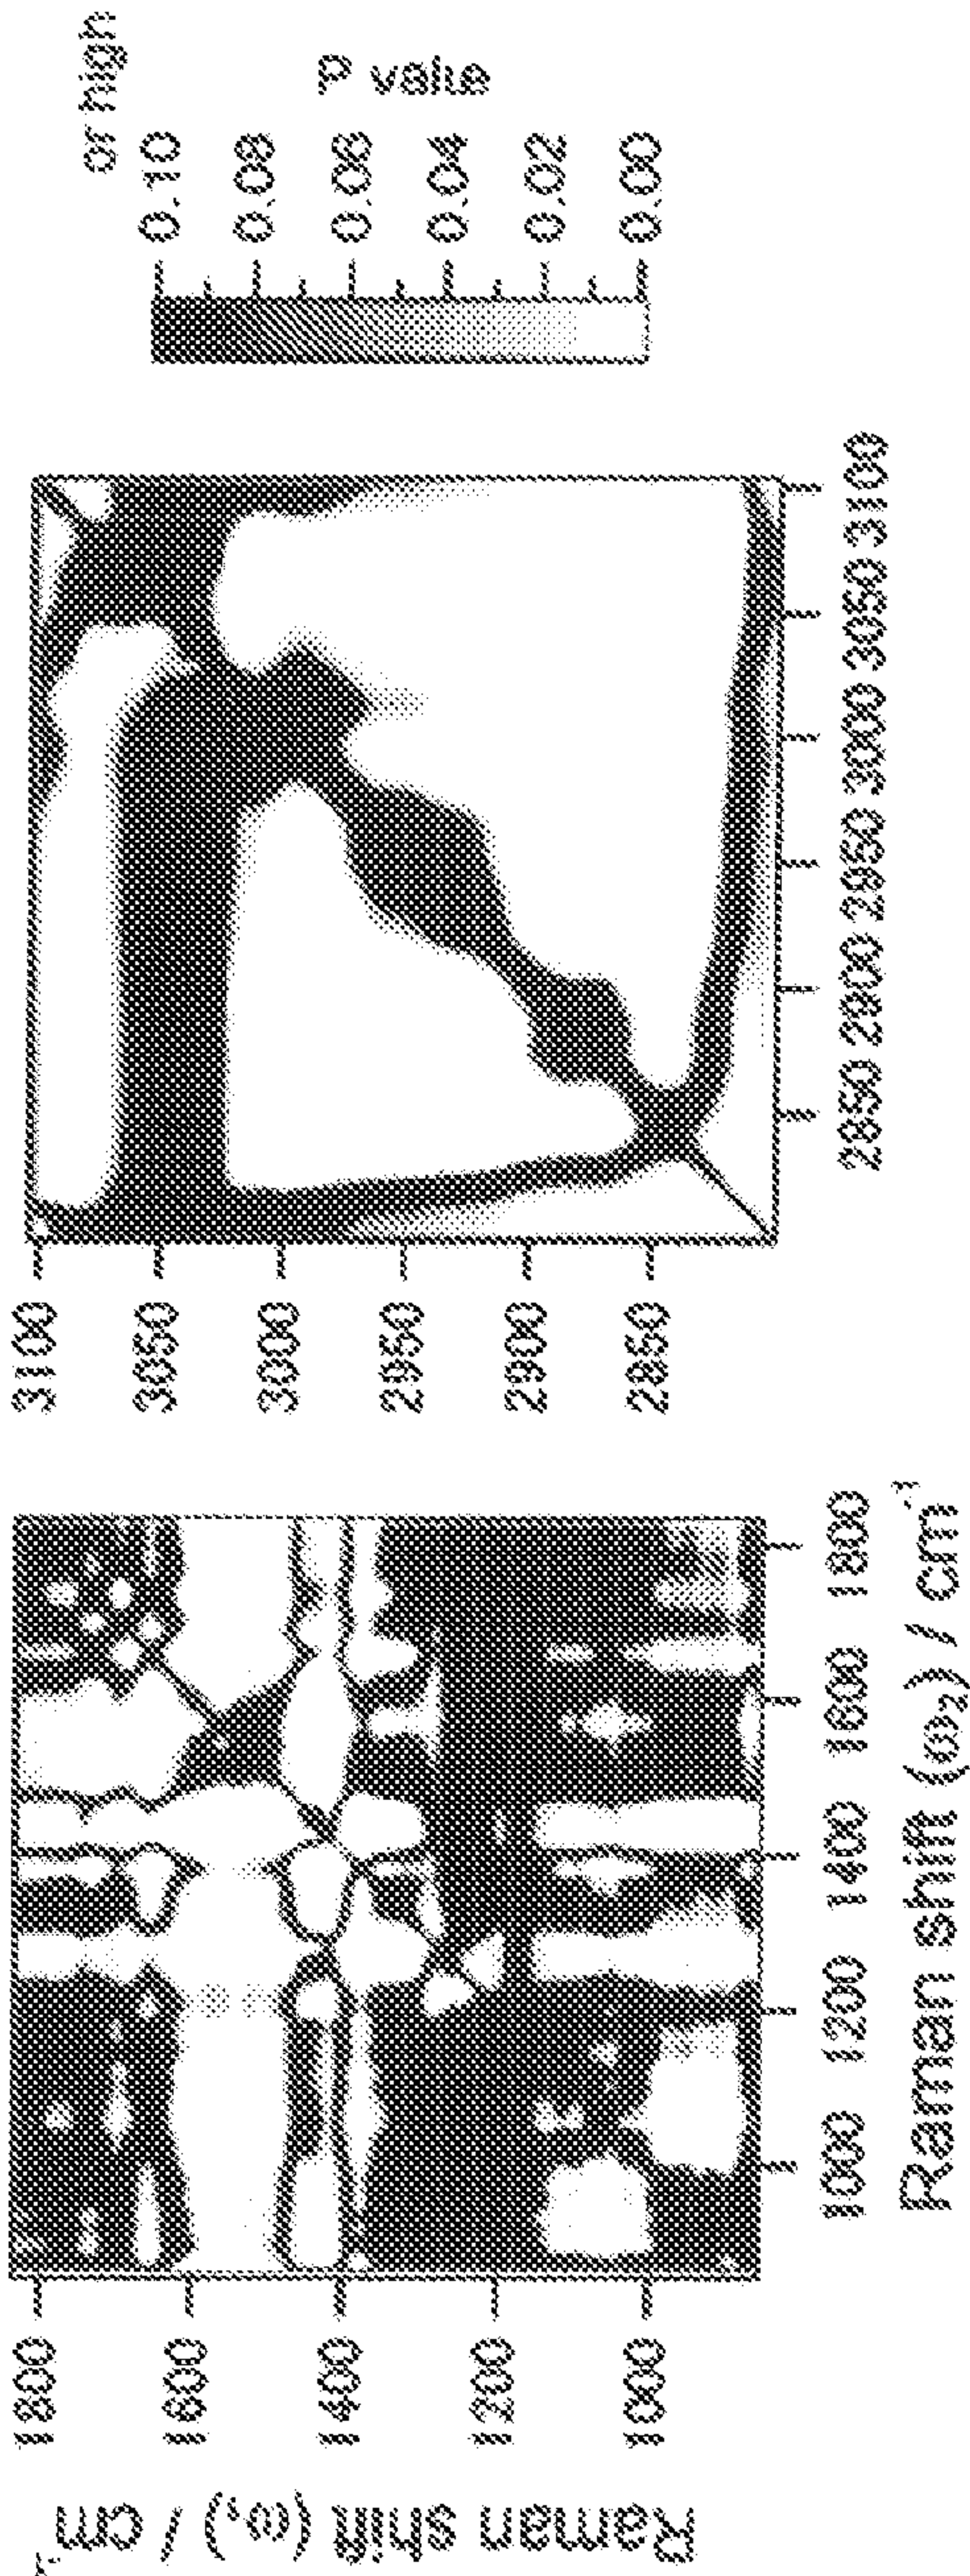 or high
0.10
0.08
0.06
0.04
0.02
0.00
P value
3100
3050
3000
2950
2900
2850
2850 2900 2950 3000 3050 3100
1800
1600
1400
1200
1000
1000 1200 1400 1600 1800
Raman shift (ω₁) / cm⁻¹
Raman shift (ω₂) / cm⁻¹